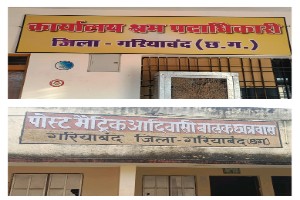 कार्यालय श्रम पदाधिकारी
जिला - गरियाबंद (छ.ग.)
पोस्ट मैट्रिक आदिवासी बालक छात्रावास
गरियाबंद जिला-गरियाबंद (छ.ग.)